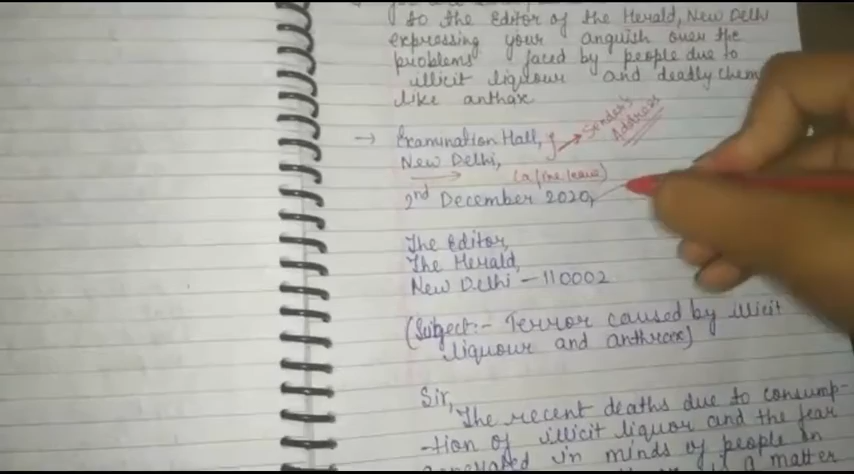 to the Editor of the Herald, New Delhi
expressing your anguish over the
problems faced by people due to
illicit liquour and deadly chem
like anthax
→ Examination Hall, } → Sender's Address
New Delhi,
(a line leave)
2nd December 2020,
The Editor,
The Herald,
New Delhi - 110002
(Subject:- Terror caused by illicit
liquour and anthrax)
Sir,
The recent deaths due to consump-
-tion of illicit liquor and the fear
in minds of people in
is a matter